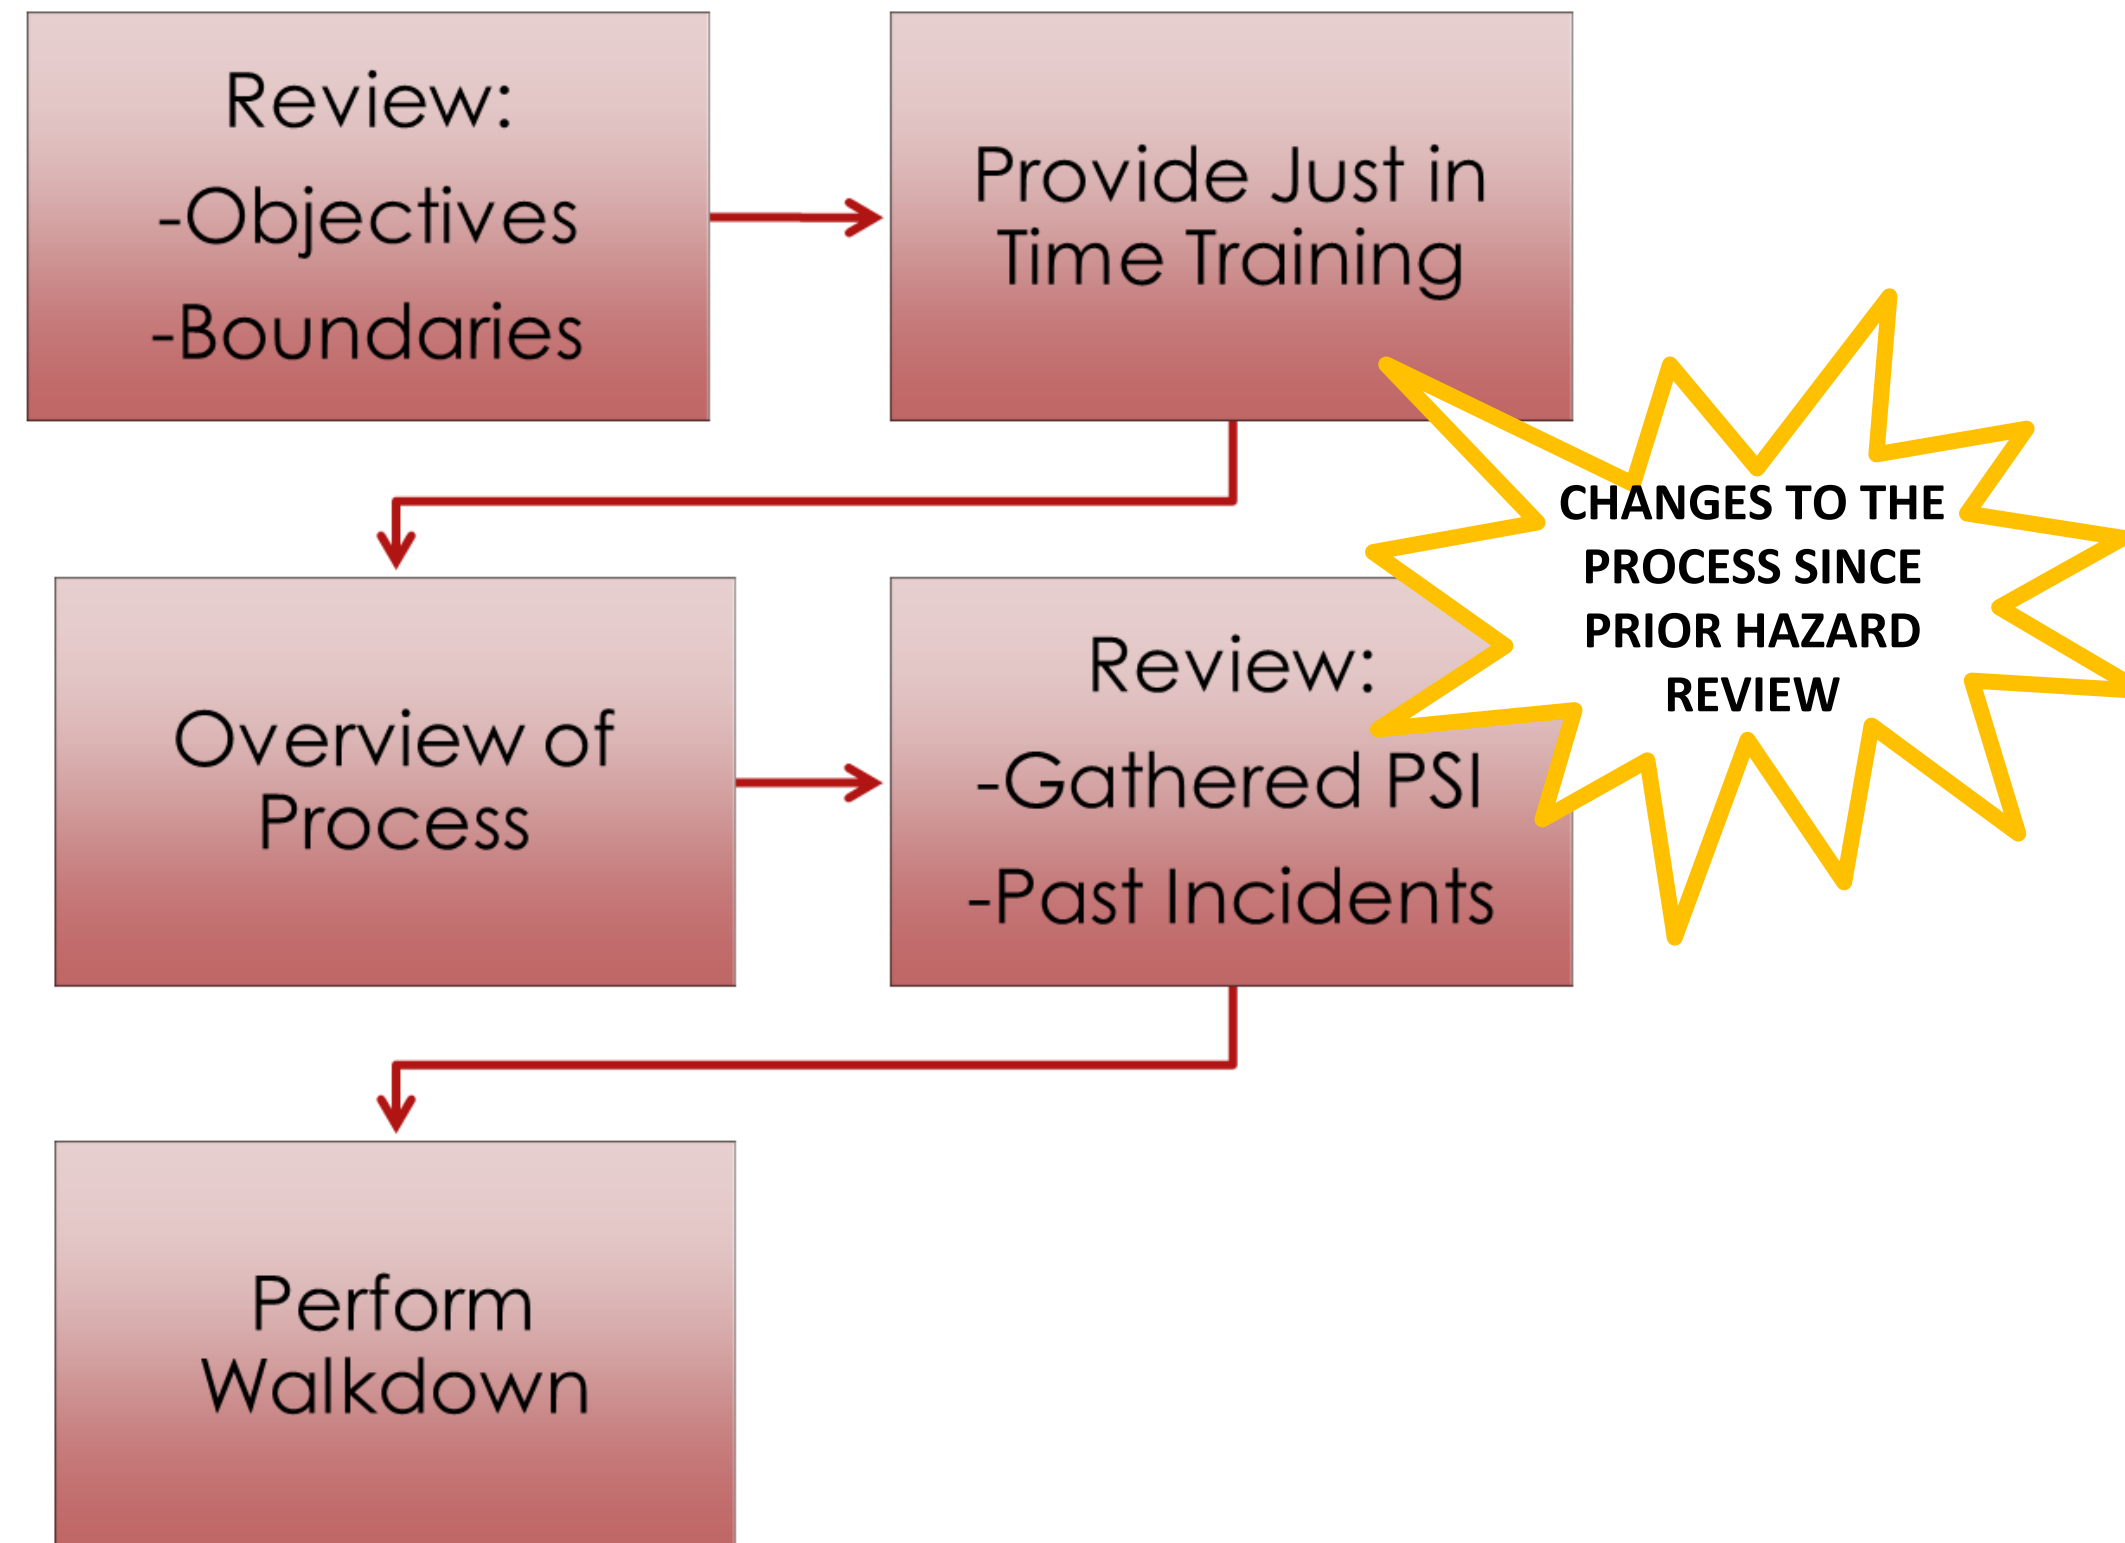 Review:
-Objectives
-Boundaries
Provide Just in
Time Training
Overview of
Process
Review:
-Gathered PSI
-Past Incidents
CHANGES TO THE
PROCESS SINCE
PRIOR HAZARD
REVIEW
Perform
Walkdown